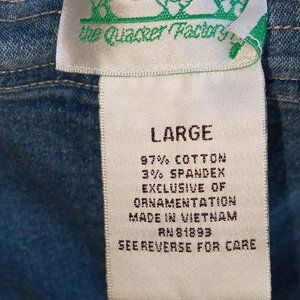 the Quacker Factory
LARGE
97% COTTON
3% SPANDEX
EXCLUSIVE OF
ORNAMENTATION
MADE IN VIETNAM
RN 81893
SEE REVERSE FOR CARE